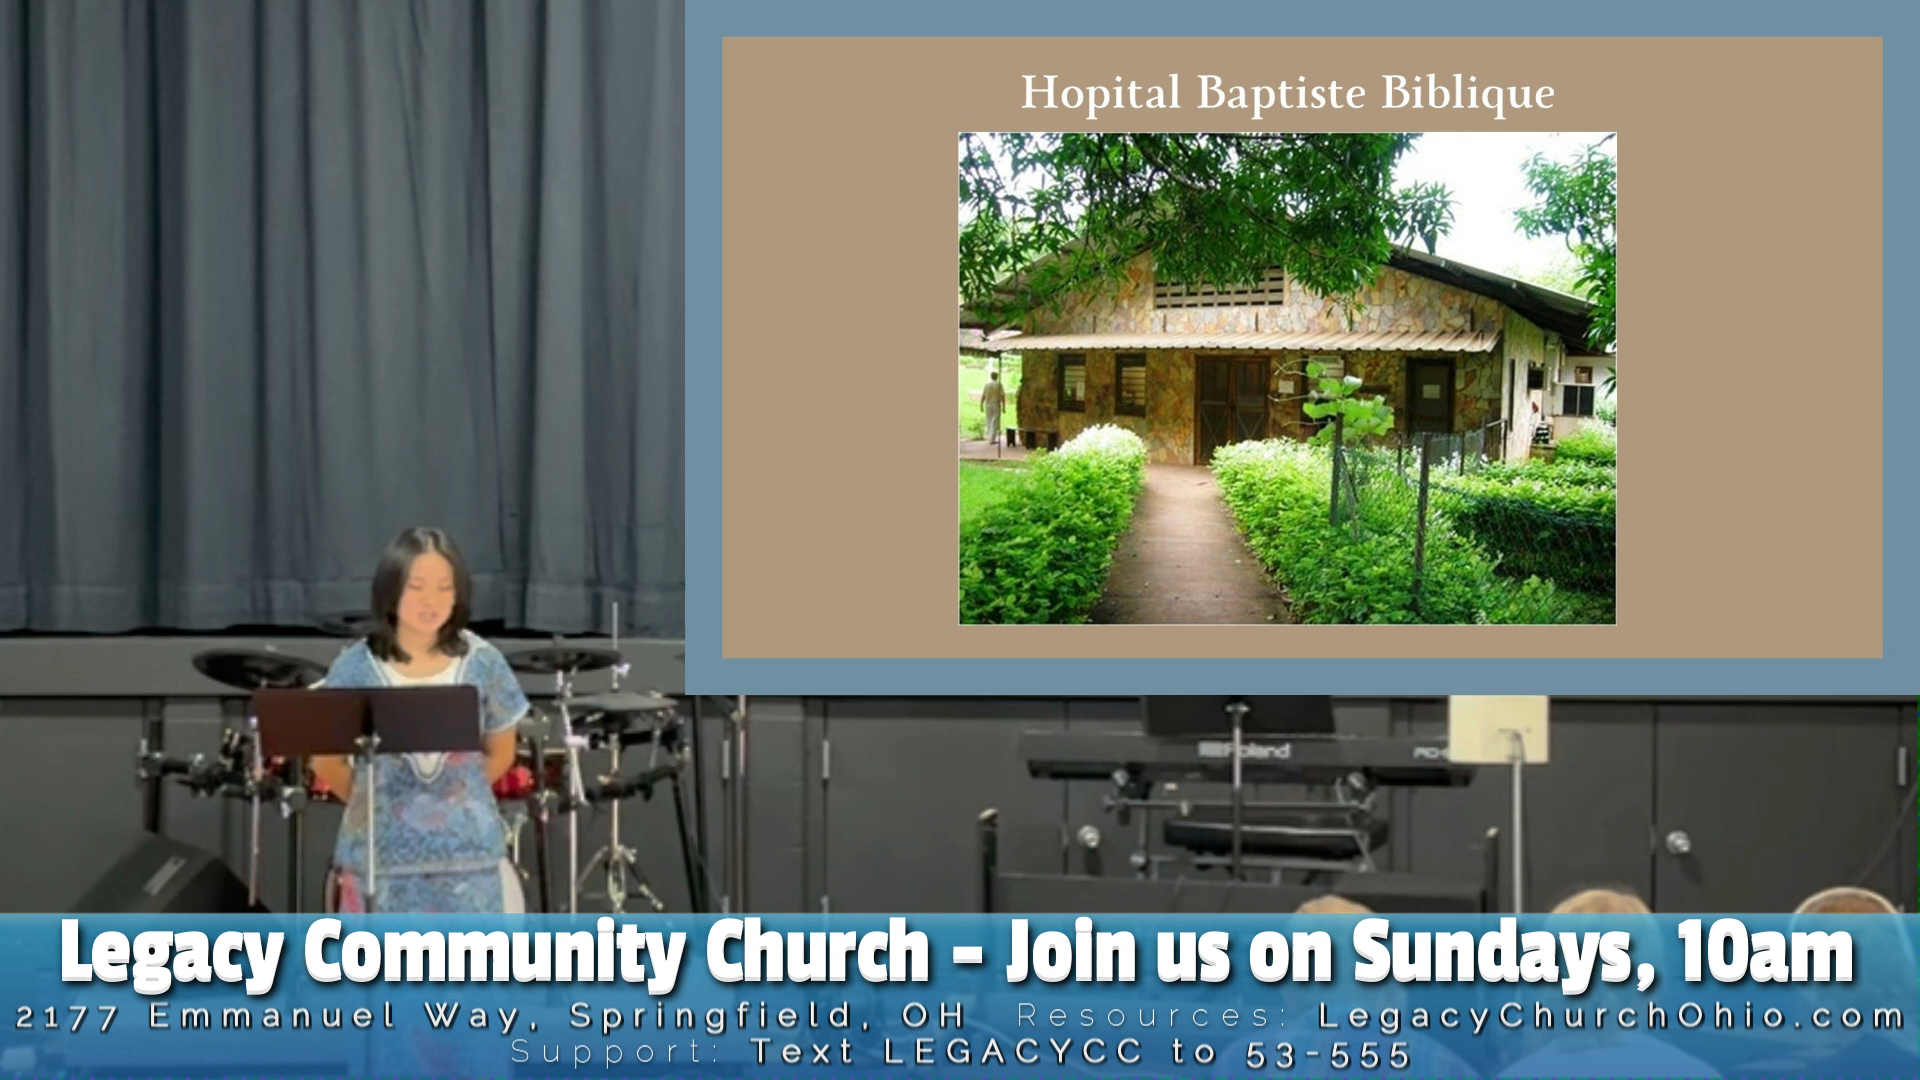 Hopital Baptiste Biblique
Roland
Legacy Community Church - Join us on Sundays, 10am
2177 Emmanuel Way, Springfield, OH Resources: LegacyChurchOhio.com
Support: Text LEGACYCC to 53-555